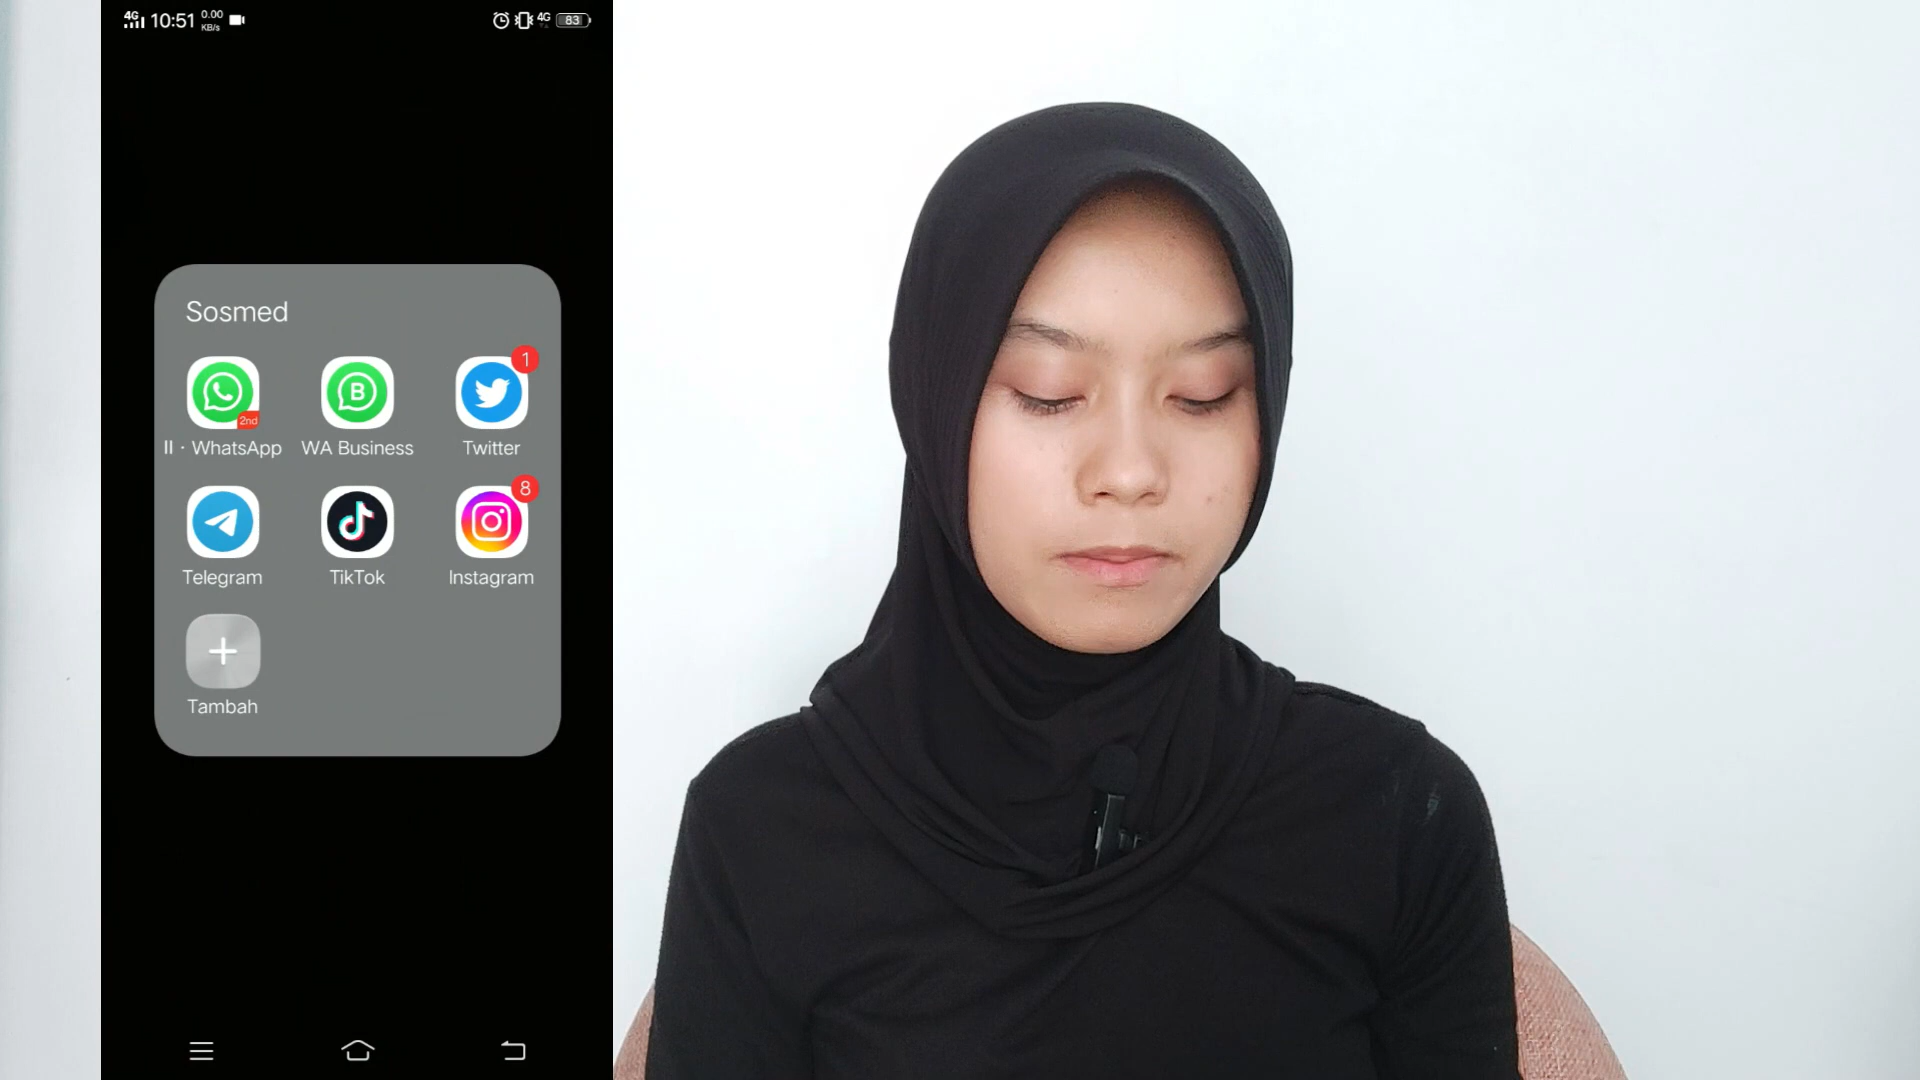 4G 10:51 0.00 KB/s 4G 83
Sosmed
1
2nd
II · WhatsApp WA Business Twitter
8
Telegram TikTok Instagram
Tambah